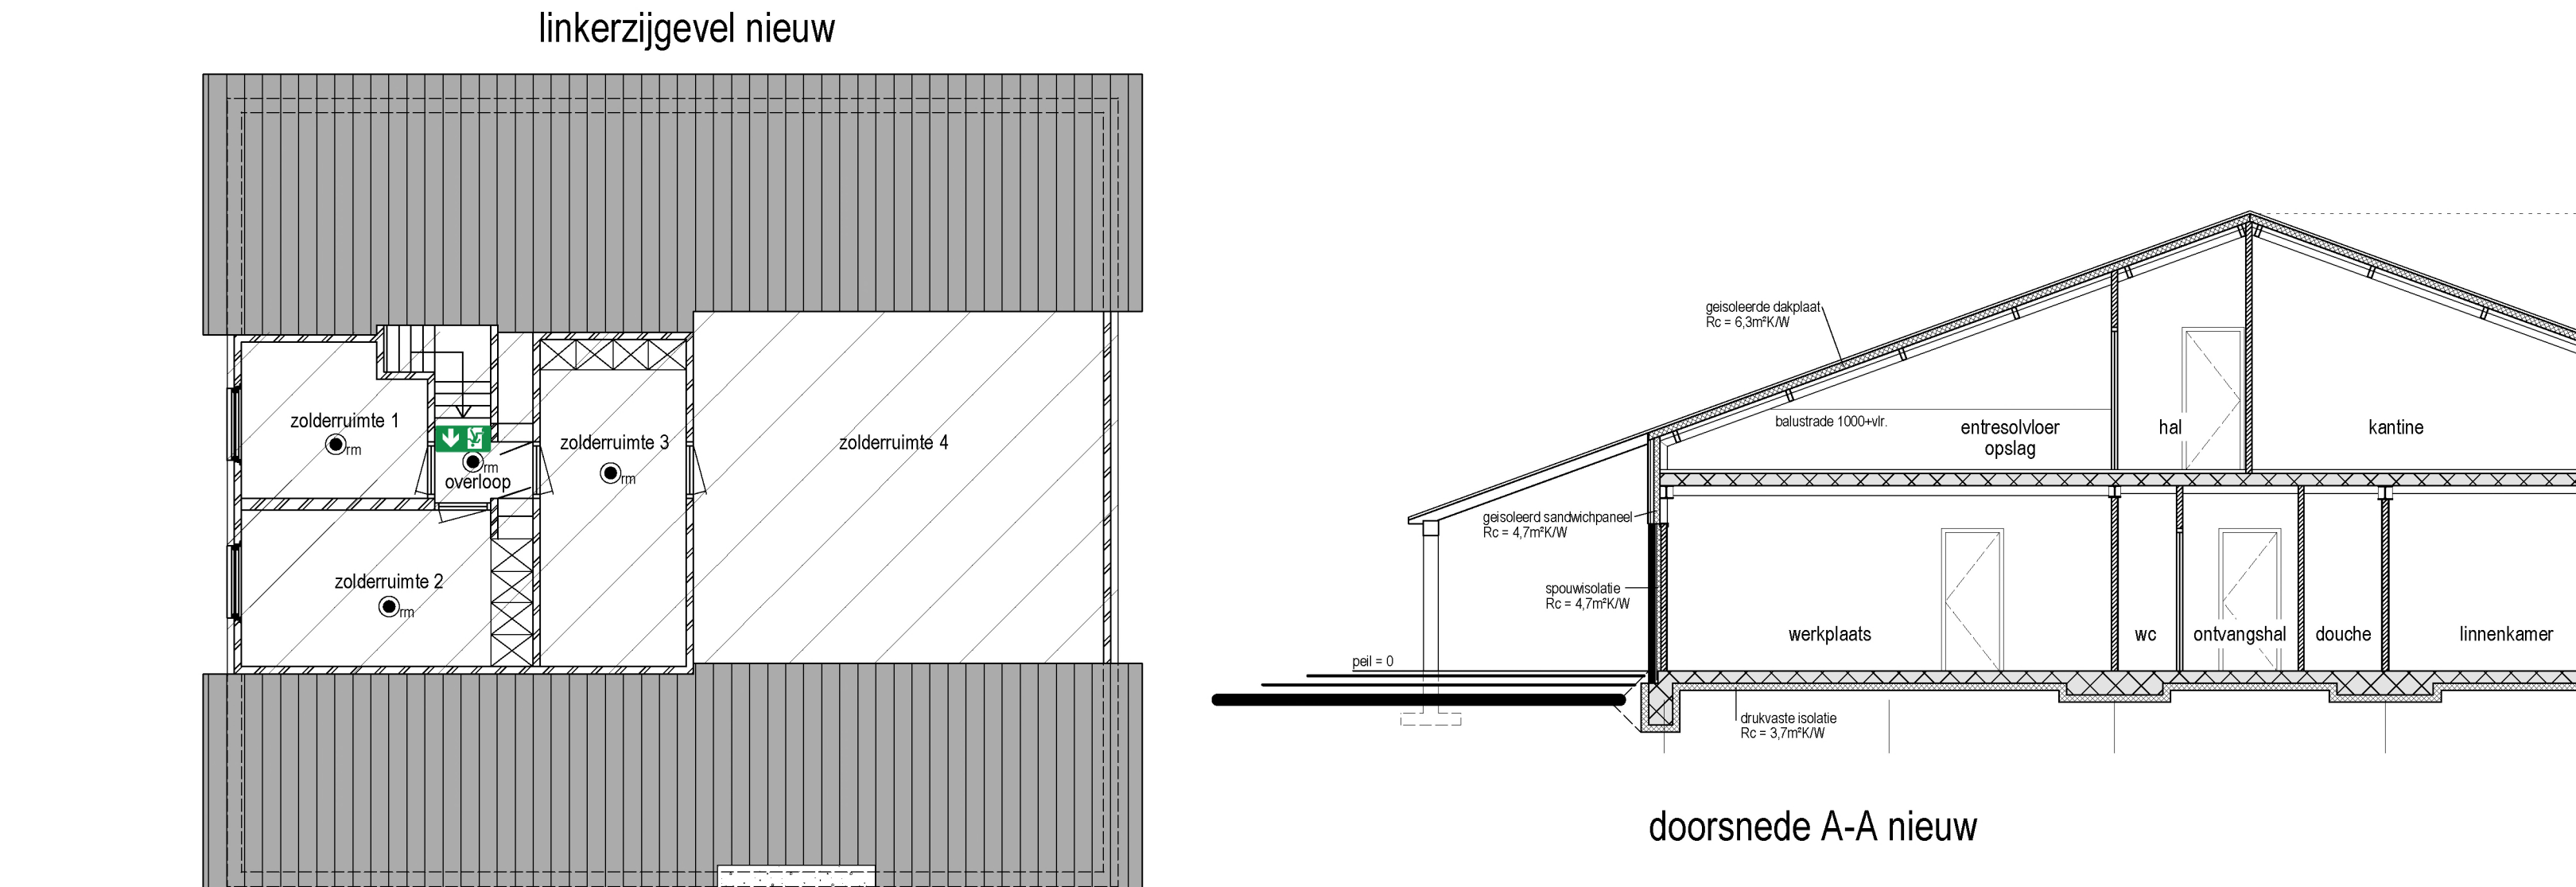 linkerzijgevel nieuw
zolderruimte 1
rm
rm
overloop
zolderruimte 3
rm
zolderruimte 4
zolderruimte 2
rm
geisoleerde dakplaat
Rc = 6,3m²K/W
balustrade 1000+vlr.
entresolvloer
opslag
hal
kantine
geisoleerd sandwichpaneel
Rc = 4,7m²K/W
spouwisolatie
Rc = 4,7m²K/W
werkplaats
wc
ontvangshal
douche
linnenkamer
peil = 0
drukvaste isolatie
Rc = 3,7m²K/W
doorsnede A-A nieuw